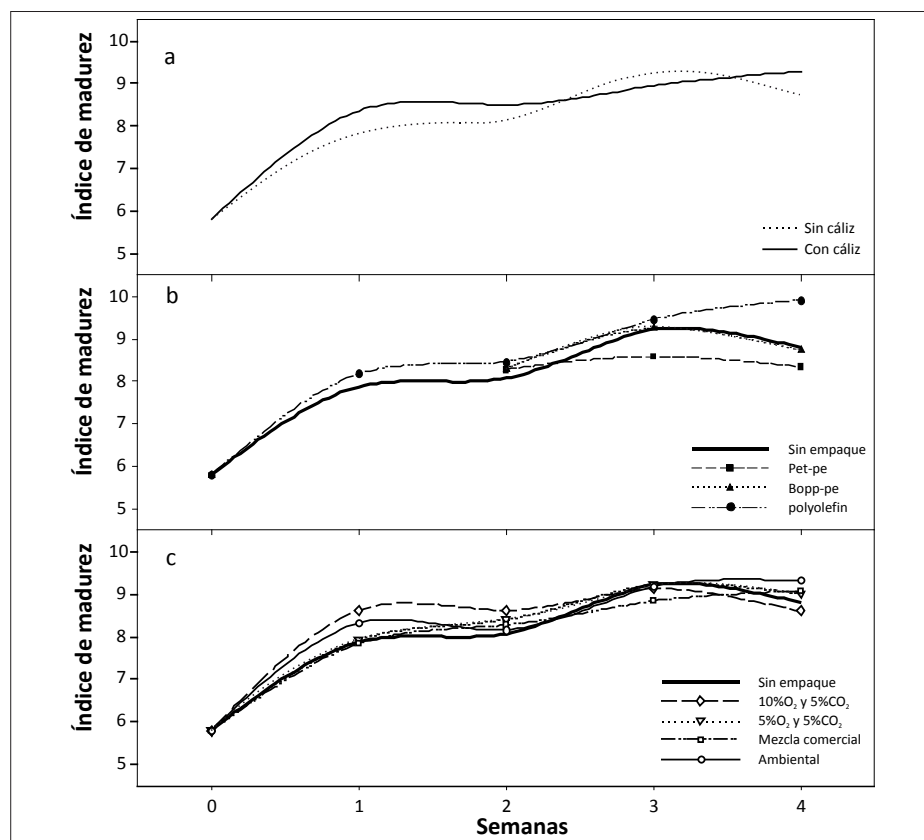 Índice de madurez
10
9
8
7
6
5
a
Sin cáliz
Con cáliz
Índice de madurez
10
9
8
7
6
5
b
Sin empaque
Pet-pe
Bopp-pe
polyolefin
Índice de madurez
10
9
8
7
6
5
c
Sin empaque
10%O₂ y 5%CO₂
5%O₂ y 5%CO₂
Mezcla comercial
Ambiental
0 1 2 3 4
Semanas